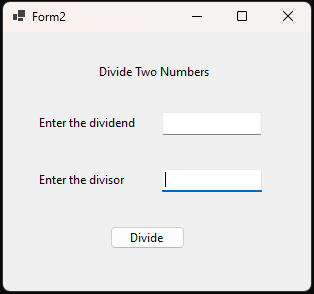 Form2
Divide Two Numbers
Enter the dividend
Enter the divisor
Divide